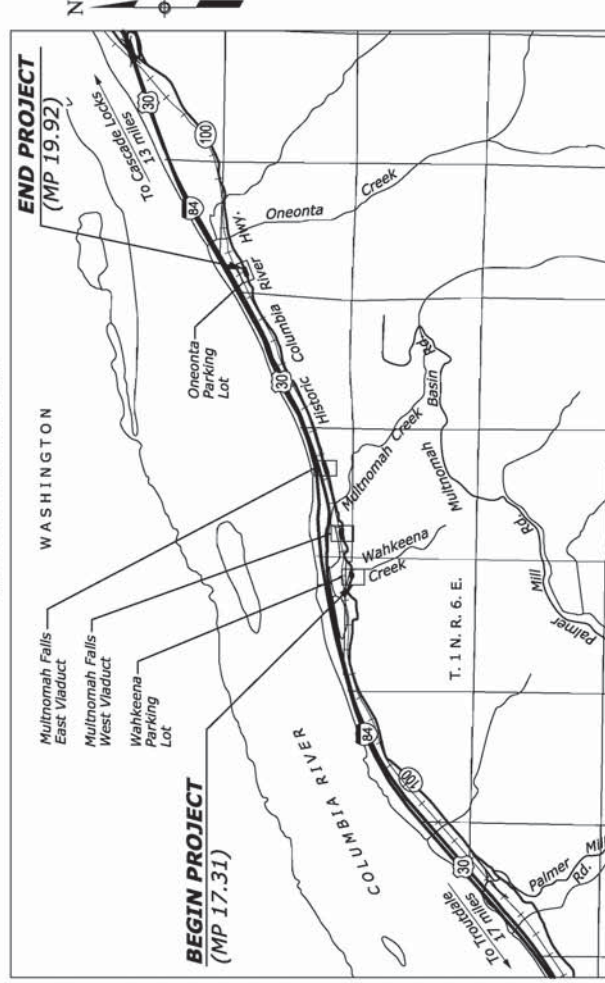 N
END PROJECT
(MP 19.92)
To Cascade Locks
13 miles
WASHINGTON
84
30
100
Oneonta
Parking
Lot
Oneonta
Creek
Historic Columbia River Hwy.
30
Multnomah Falls
East Viaduct
Multnomah Falls
West Viaduct
Wahkeena
Parking
Lot
Multnomah Creek
Multnomah Basin Rd.
Wahkeena
Creek
BEGIN PROJECT
(MP 17.31)
COLUMBIA RIVER
84
100
T. 1 N. R. 6 E.
Palmer Mill Rd.
30
To Troutdale
17 miles
Palmer Mill
Rd.